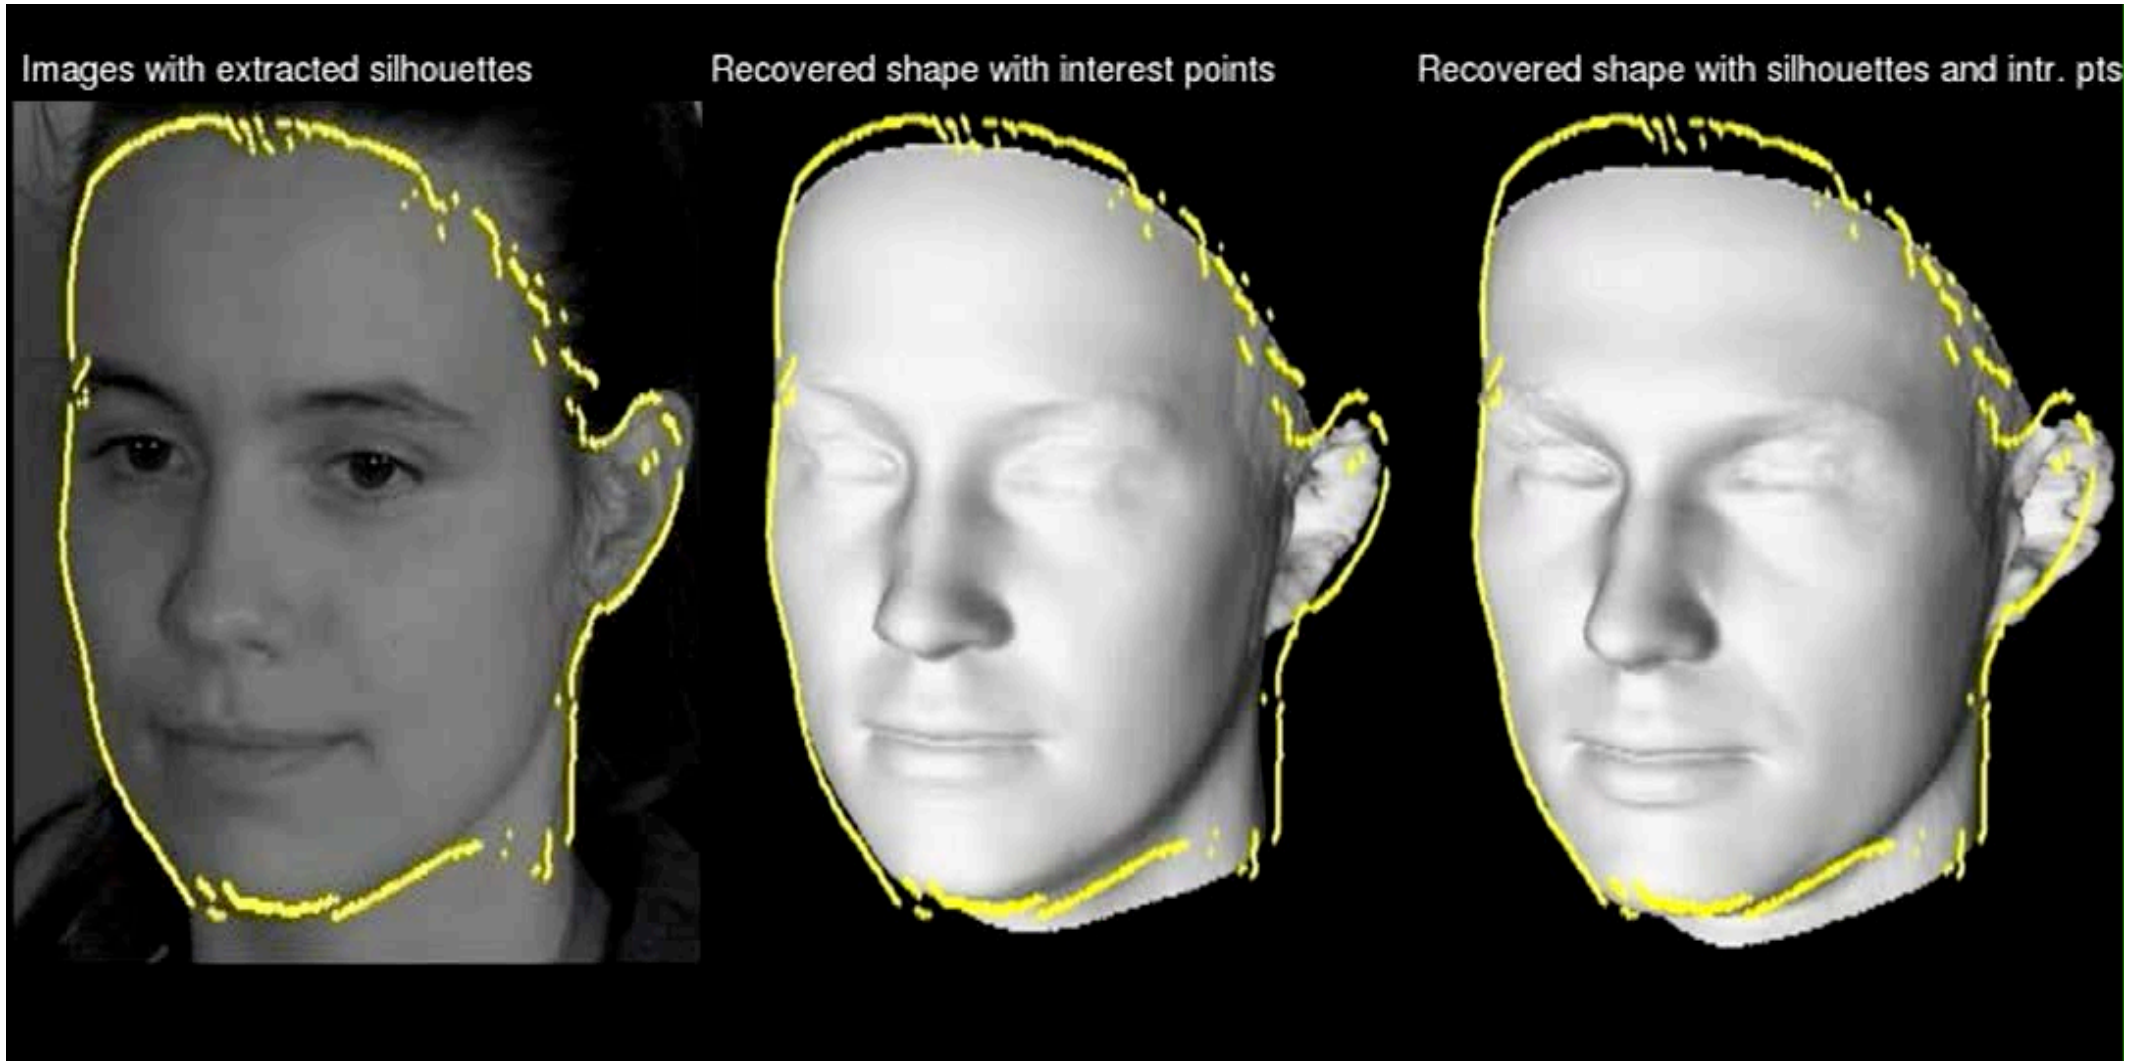 Images with extracted silhouettes
Recovered shape with interest points
Recovered shape with silhouettes and intr. pts